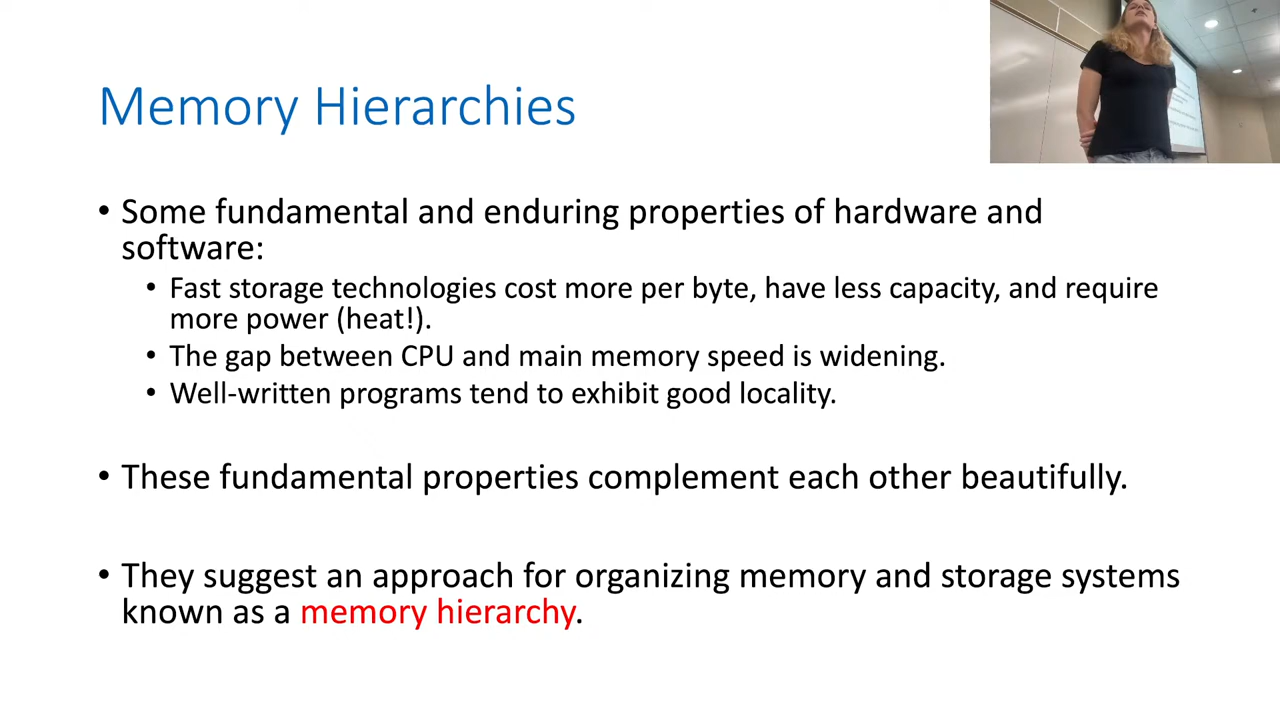 Memory Hierarchies
• Some fundamental and enduring properties of hardware and
software:
• Fast storage technologies cost more per byte, have less capacity, and require
more power (heat!).
• The gap between CPU and main memory speed is widening.
• Well-written programs tend to exhibit good locality.
• These fundamental properties complement each other beautifully.
• They suggest an approach for organizing memory and storage systems
known as a memory hierarchy.